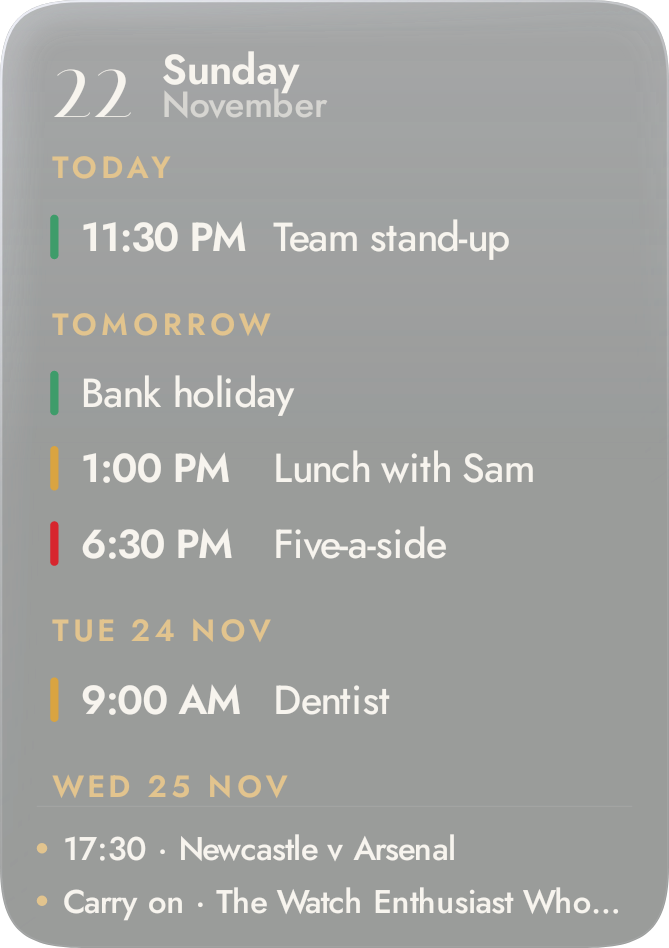 22 Sunday
November
TODAY
11:30 PM Team stand-up
TOMORROW
Bank holiday
1:00 PM Lunch with Sam
6:30 PM Five-a-side
TUE 24 NOV
9:00 AM Dentist
WED 25 NOV
• 17:30 · Newcastle v Arsenal
• Carry on · The Watch Enthusiast Who...